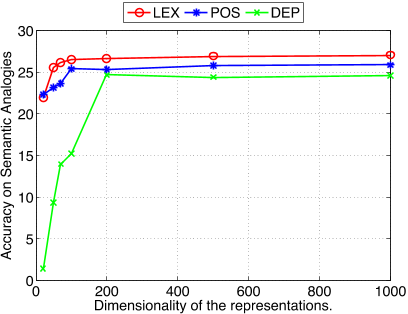 LEX POS DEP
30
25
20
15
10
5
0
Accuracy on Semantic Analogies
0 200 400 600 800 1000
Dimensionality of the representations.